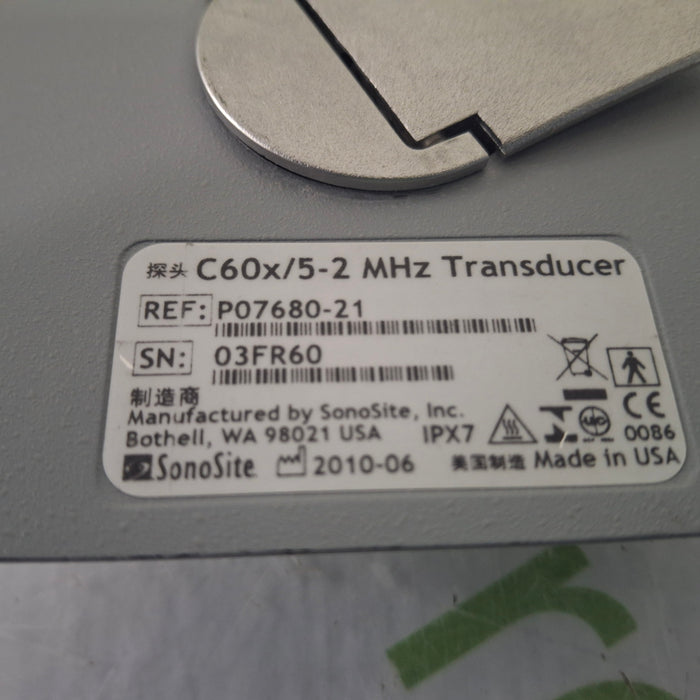 探头 C60x/5-2 MHz Transducer
REF: P07680-21
SN: 03FR60
制造商
Manufactured by SonoSite, Inc.
Bothell, WA 98021 USA IPX7
CE 0086
SonoSite 2010-06 美国制造 Made in USA